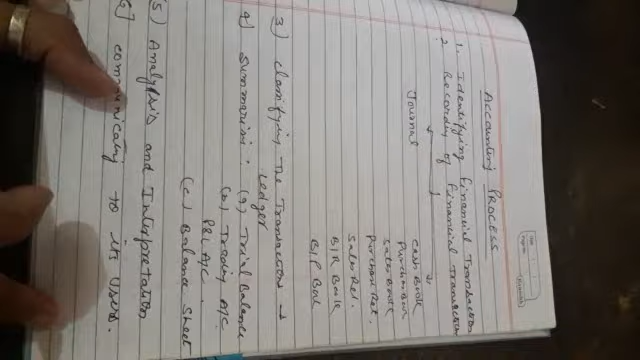 Accounting PROCESS
1. Identifying Financial Transaction
2. Recording of Financial Transaction
Journal
Cash Book
Purchase Book
Sales Book
Purchase Ret.
Sales Ret.
B/R Book
B/P Book
3) classifying The Transaction →
Ledger
4) Summarising : (a) Trial Balance
(b) Trading A/C
P&L A/C.
(c) Balance Sheet
5) Analysis and Interpretation
6) communicating to its Users.